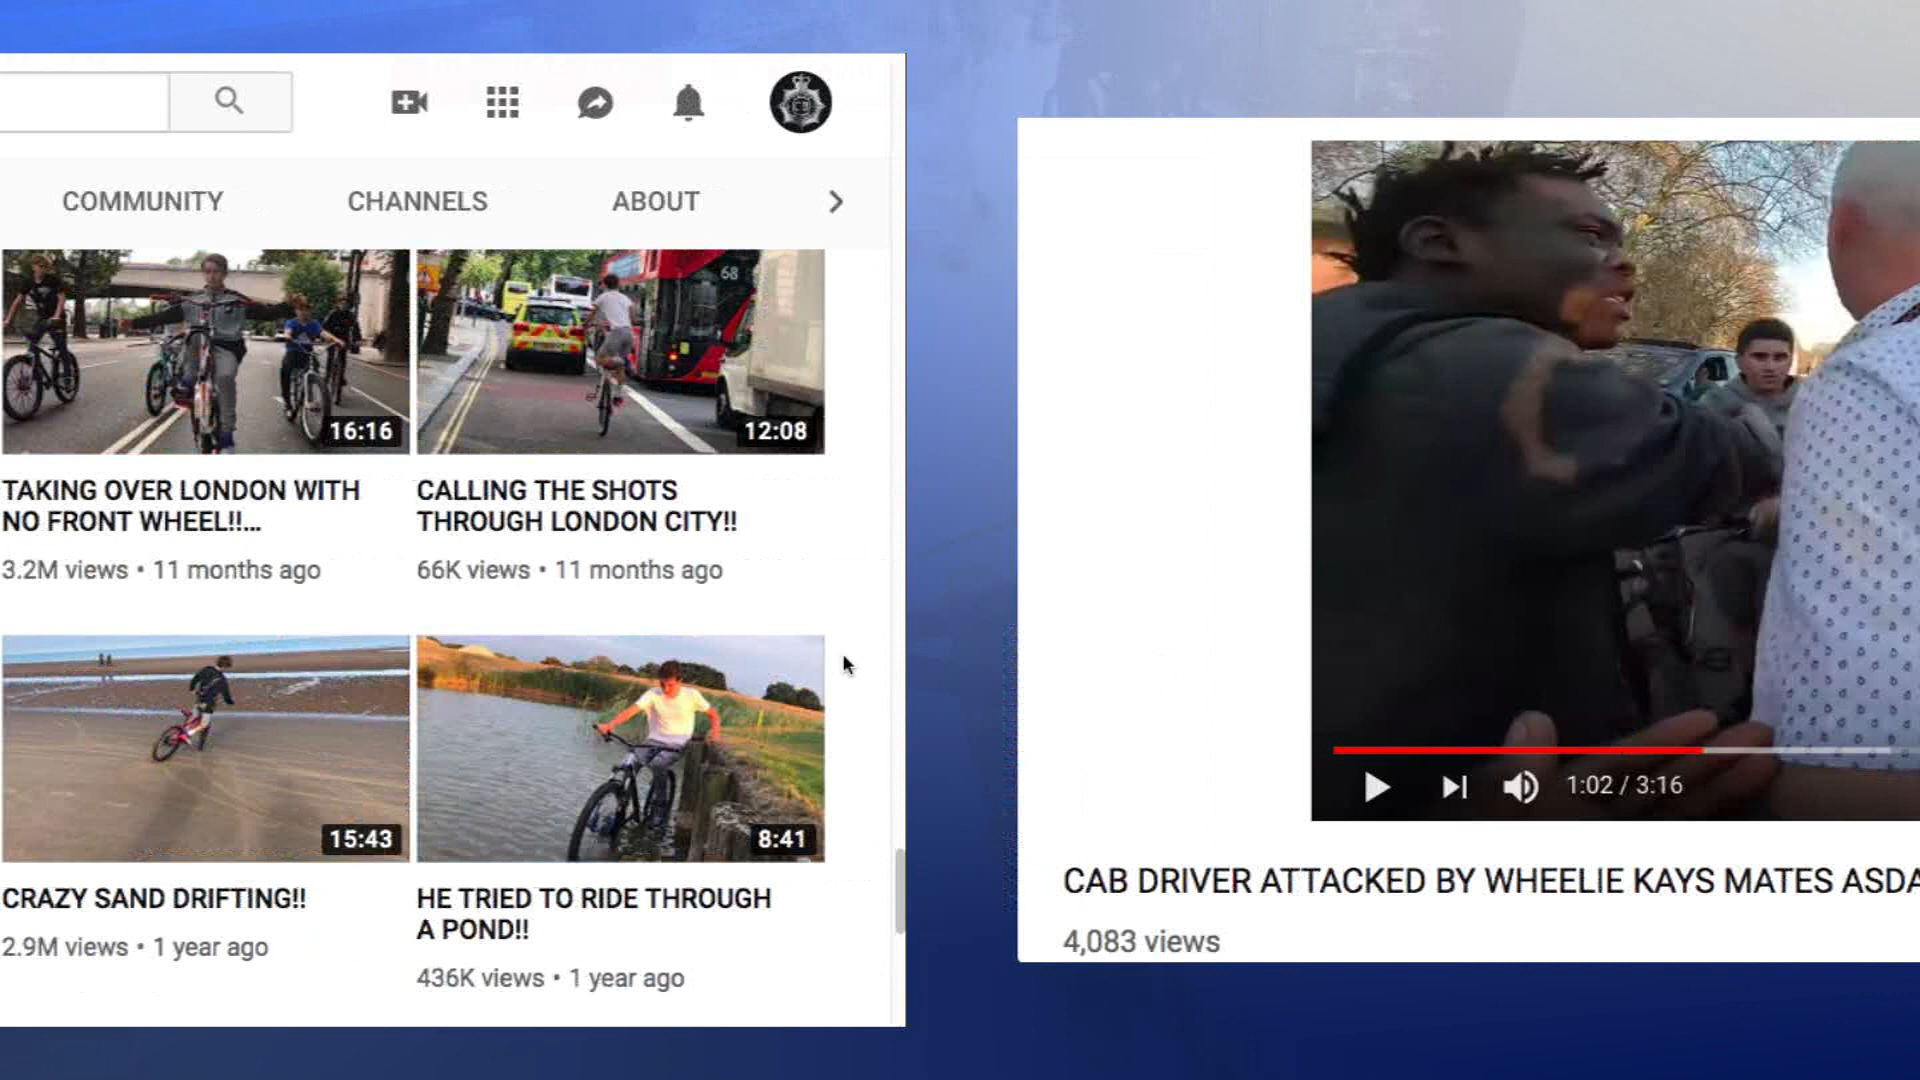 COMMUNITY CHANNELS ABOUT
68
16:16
12:08
TAKING OVER LONDON WITH
NO FRONT WHEEL!!...
3.2M views • 11 months ago
CALLING THE SHOTS
THROUGH LONDON CITY!!
66K views • 11 months ago
15:43
8:41
CRAZY SAND DRIFTING!!
2.9M views • 1 year ago
HE TRIED TO RIDE THROUGH
A POND!!
436K views • 1 year ago
1:02 / 3:16
CAB DRIVER ATTACKED BY WHEELIE KAYS MATES ASDA
4,083 views